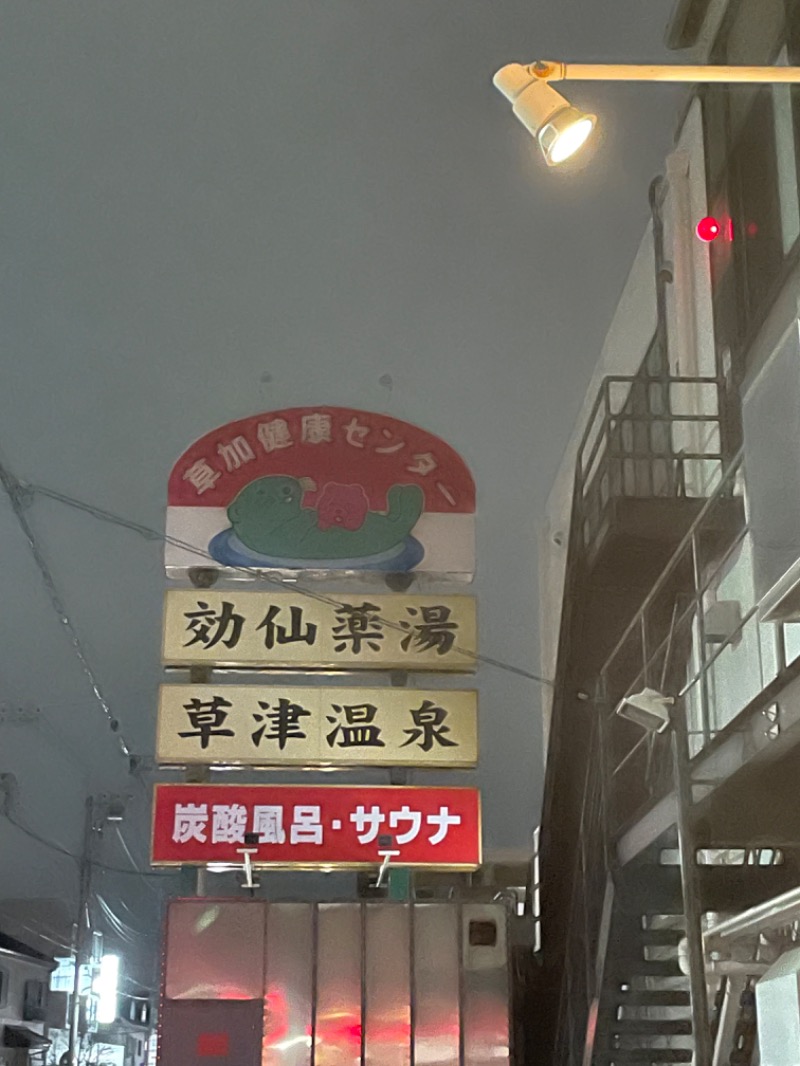 草加健康センター
効仙薬湯
草津温泉
炭酸風呂・サウナ